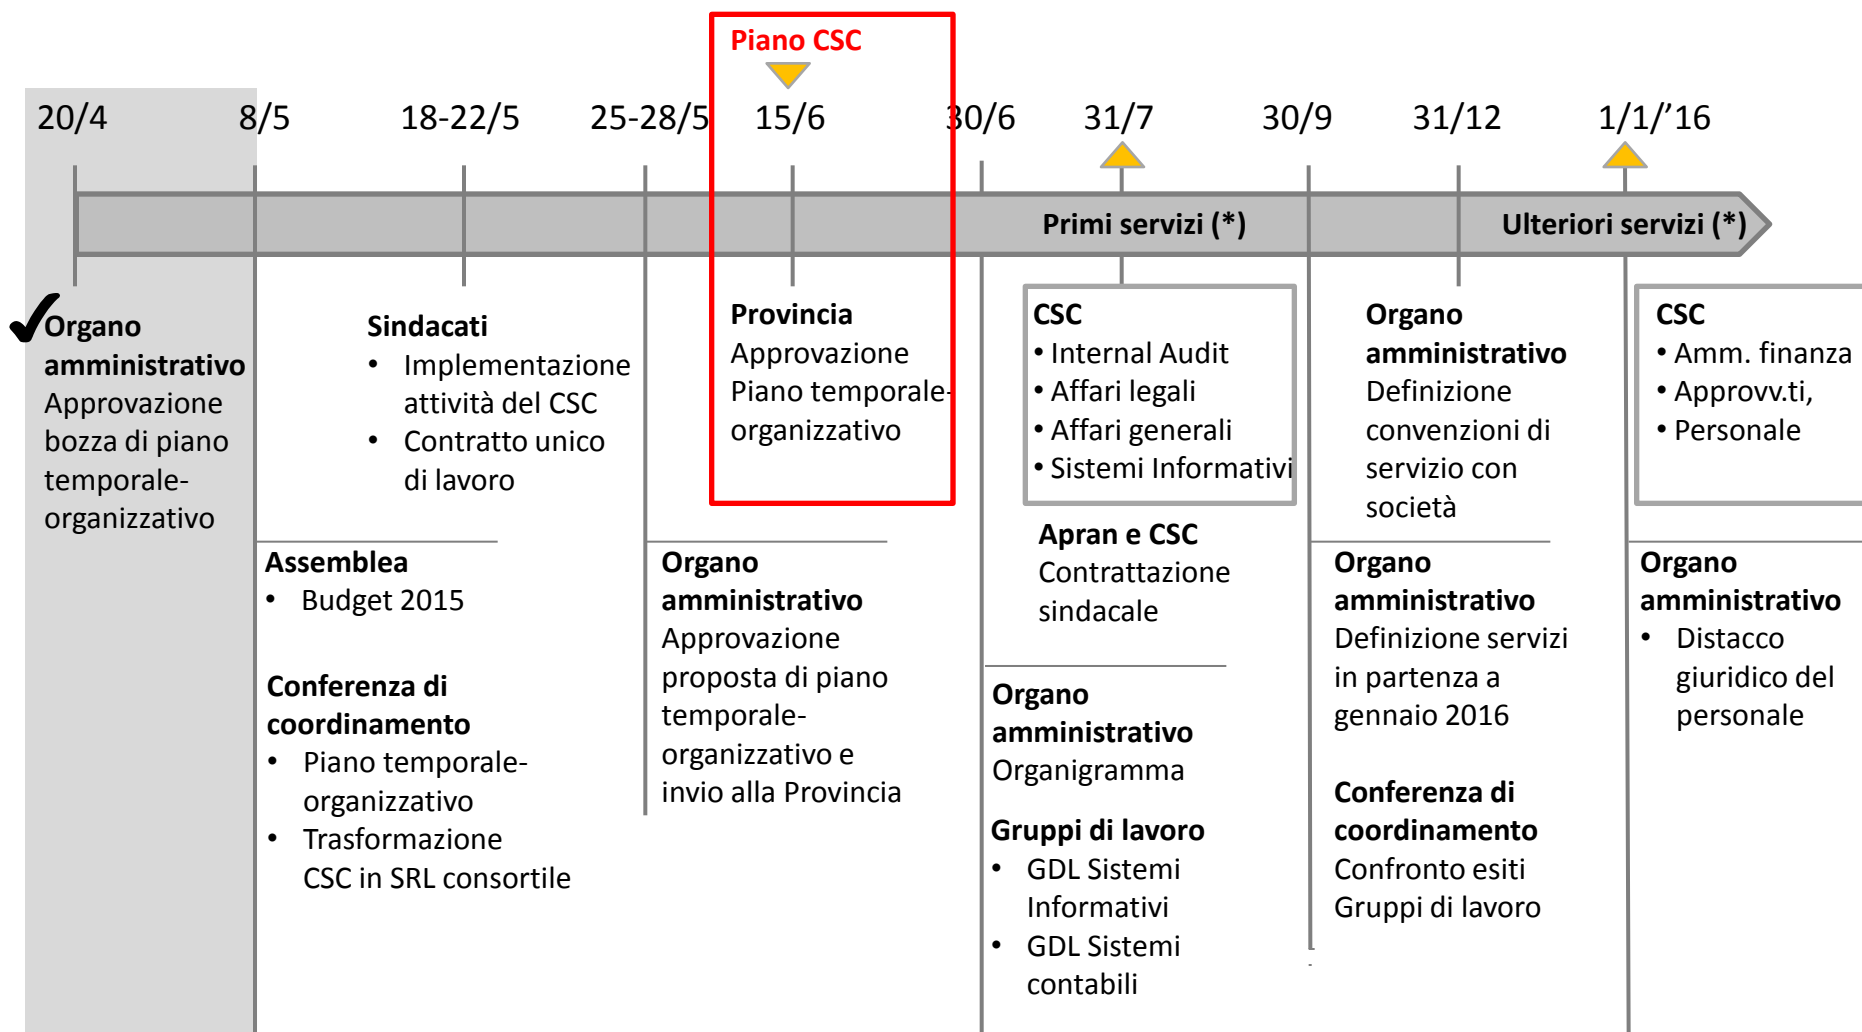 Piano CSC
20/4
8/5
18-22/5
25-28/5
15/6
30/6
31/7
30/9
31/12
1/1/’16
Primi servizi (*)
Ulteriori servizi (*)
Organo
amministrativo
Approvazione
bozza di piano
temporale-
organizzativo
Sindacati
• Implementazione
attività del CSC
• Contratto unico
di lavoro
Provincia
Approvazione
Piano temporale-
organizzativo
CSC
• Internal Audit
• Affari legali
• Affari generali
• Sistemi Informativi
Organo
amministrativo
Definizione
convenzioni di
servizio con
società
CSC
• Amm. finanza
• Approvv.ti,
• Personale
Assemblea
• Budget 2015
Conferenza di
coordinamento
• Piano temporale-
organizzativo
• Trasformazione
CSC in SRL consortile
Organo
amministrativo
Approvazione
proposta di piano
temporale-
organizzativo e
invio alla Provincia
Apran e CSC
Contrattazione
sindacale
Organo
amministrativo
Organigramma
Gruppi di lavoro
• GDL Sistemi
Informativi
• GDL Sistemi
contabili
Organo
amministrativo
Definizione servizi
in partenza a
gennaio 2016
Conferenza di
coordinamento
Confronto esiti
Gruppi di lavoro
Organo
amministrativo
• Distacco
giuridico del
personale